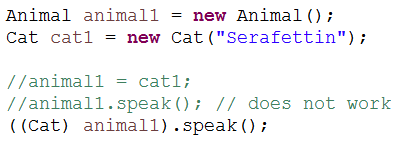 Animal animal1 = new Animal();
Cat cat1 = new Cat("Serafettin");
//animal1 = cat1;
//animal1.speak(); // does not work
((Cat) animal1).speak();